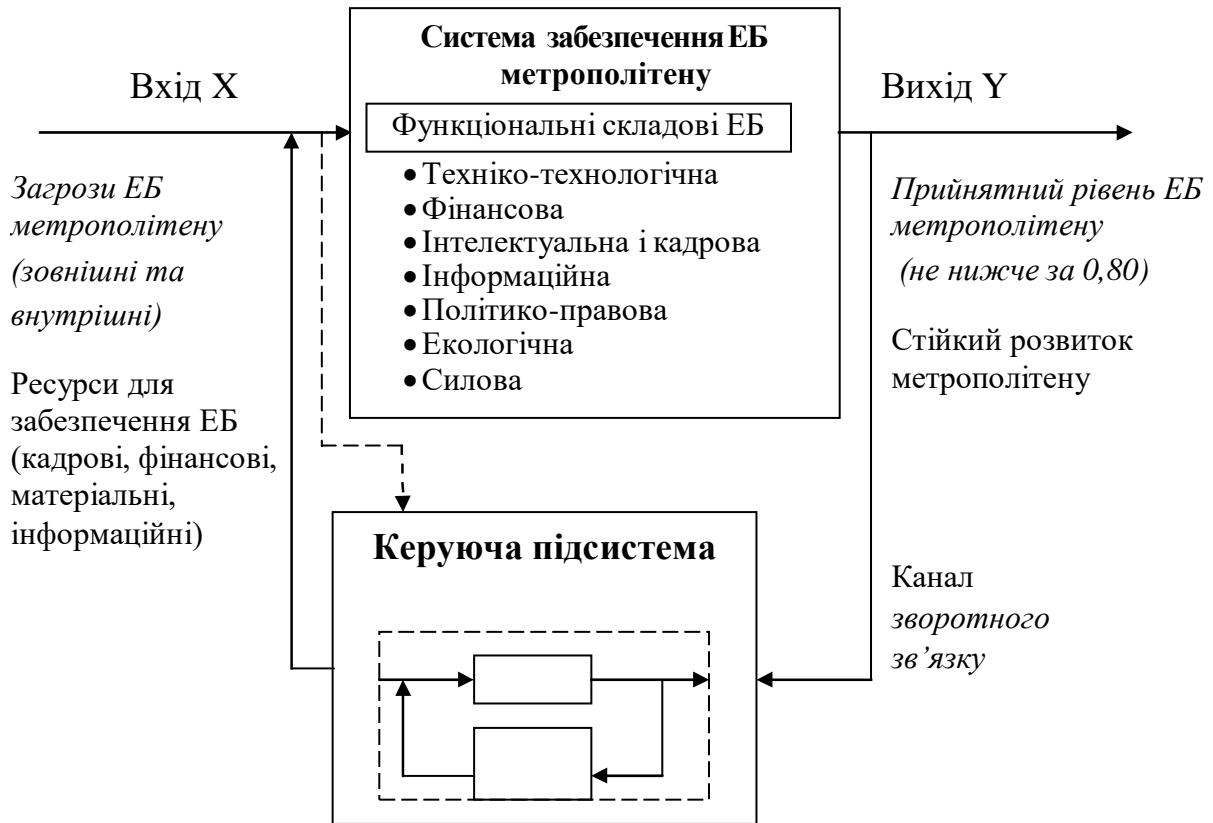 Система забезпечення ЕБ
метрополітену
Вхід X
Вихід Y
Функціональні складові ЕБ
• Техніко-технологічна
• Фінансова
• Інтелектуальна і кадрова
• Інформаційна
• Політико-правова
• Екологічна
• Силова
Загрози ЕБ
метрополітену
(зовнішні та
внутрішні)
Ресурси для
забезпечення ЕБ
(кадрові, фінансові,
матеріальні,
інформаційні)
Прийнятний рівень ЕБ
метрополітену
(не нижче за 0,80)
Стійкий розвиток
метрополітену
Керуюча підсистема
Канал
зворотного
зв’язку